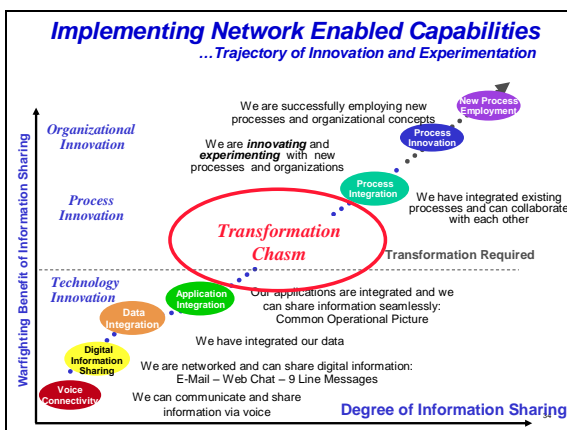 Implementing Network Enabled Capabilities
…Trajectory of Innovation and Experimentation
Warfighting Benefit of Information Sharing
Organizational
Innovation
Process
Innovation
Technology
Innovation
New Process
Employment
We are successfully employing new
processes and organizational concepts
Process
Innovation
We are innovating and
experimenting with new
processes and organizations
Process
Integration
We have integrated existing
processes and can collaborate
with each other
Transformation
Chasm
Transformation Required
Application
Integration
Our applications are integrated and we
can share information seamlessly:
Common Operational Picture
Data
Integration
We have integrated our data
Digital
Information
Sharing
We are networked and can share digital information:
E-Mail – Web Chat – 9 Line Messages
Voice
Connectivity
We can communicate and share
information via voice
Degree of Information Sharing